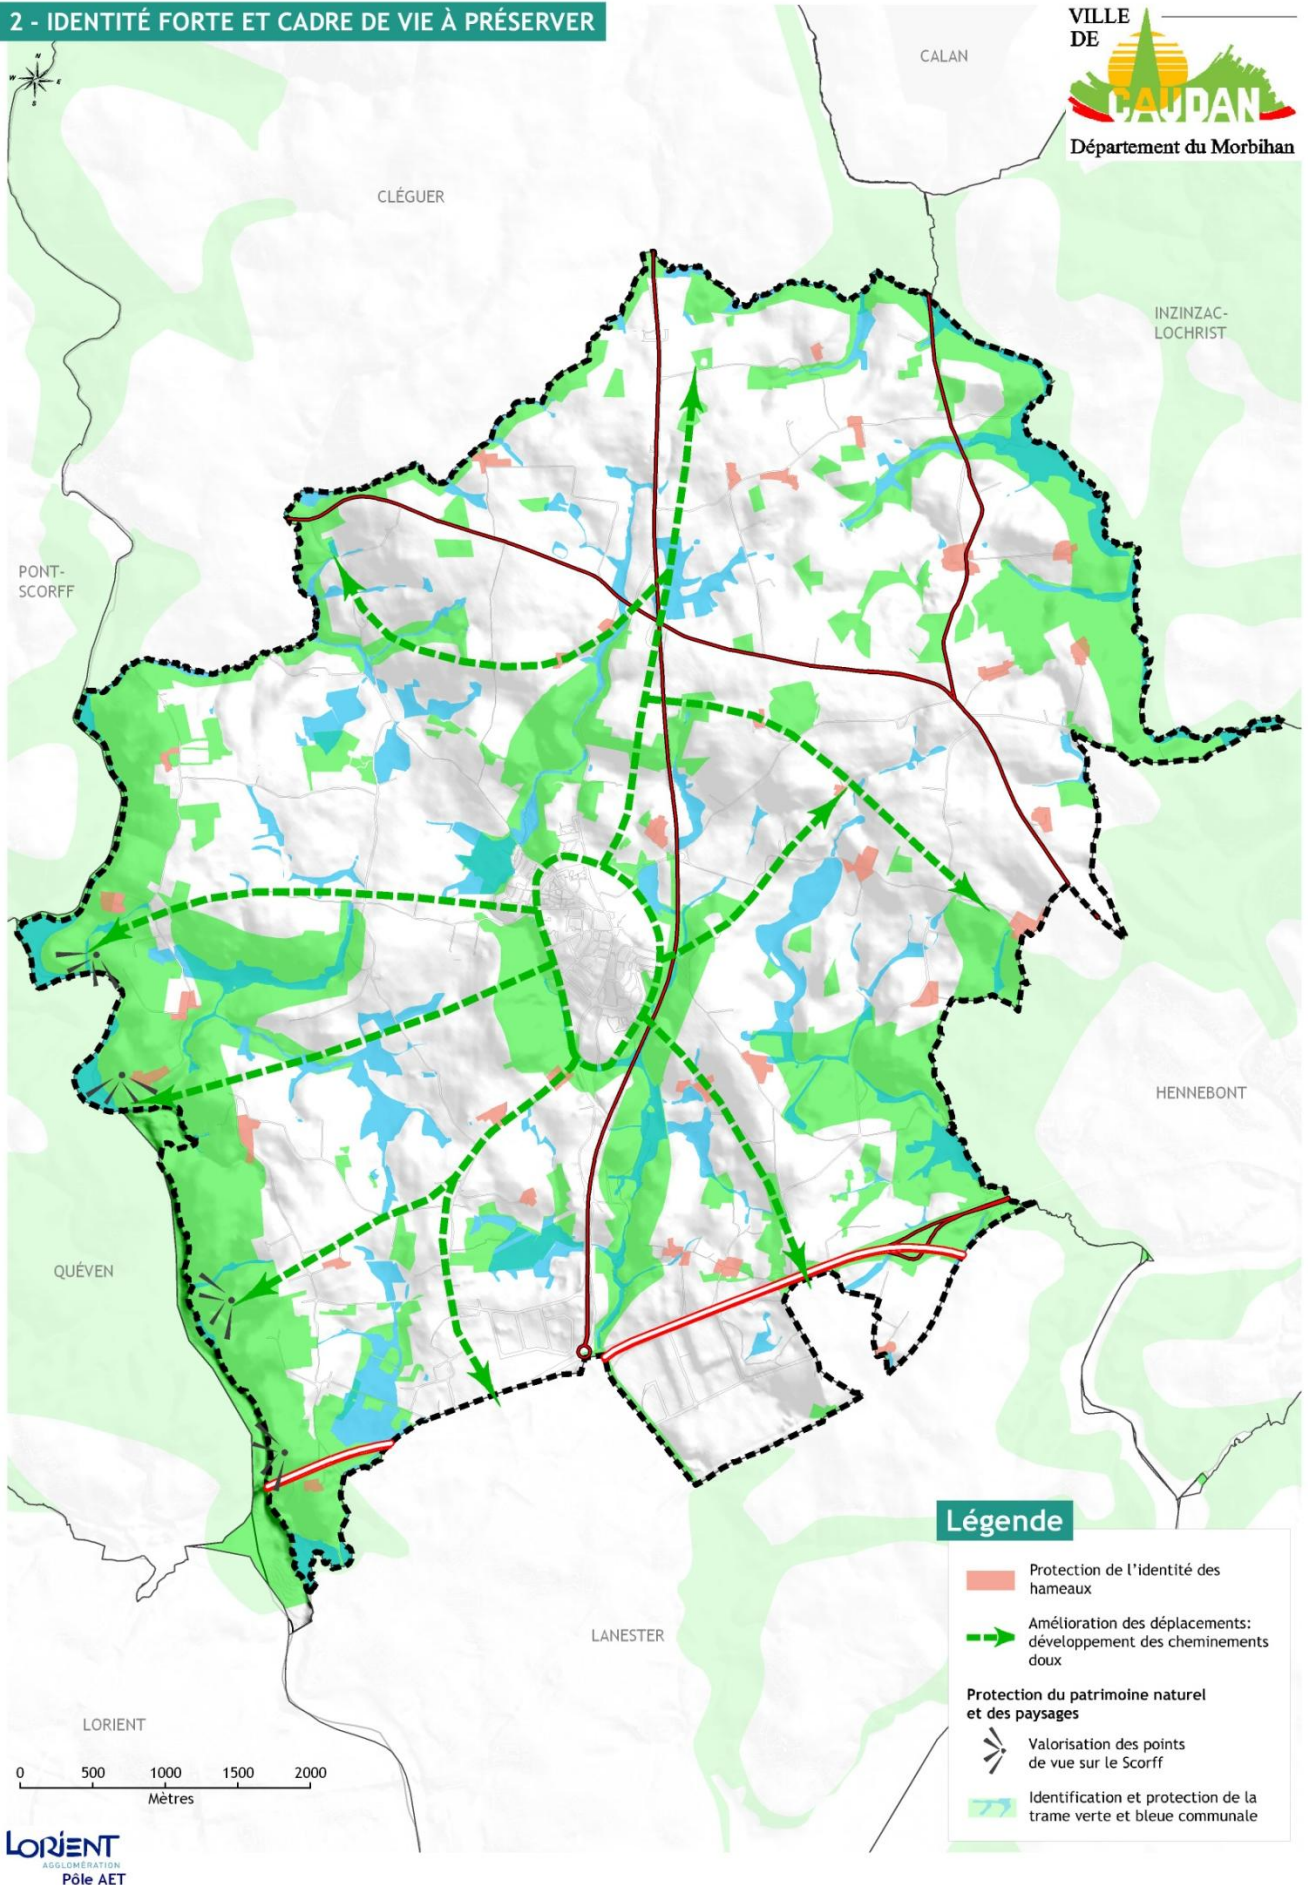 2 - IDENTITÉ FORTE ET CADRE DE VIE À PRÉSERVER
VILLE
DE
CAUDAN
Département du Morbihan
N
W
E
S
CALAN
CLÉGUER
INZINZAC-
LOCHRIST
PONT-
SCORFF
HENNEBONT
QUÉVEN
LANESTER
LORIENT
Légende
Protection de l'identité des
hameaux
Amélioration des déplacements:
développement des cheminements
doux
Protection du patrimoine naturel
et des paysages
Valorisation des points
de vue sur le Scorff
Identification et protection de la
trame verte et bleue communale
0 500 1000 1500 2000
Mètres
LORIENT
AGGLOMÉRATION
Pôle AET